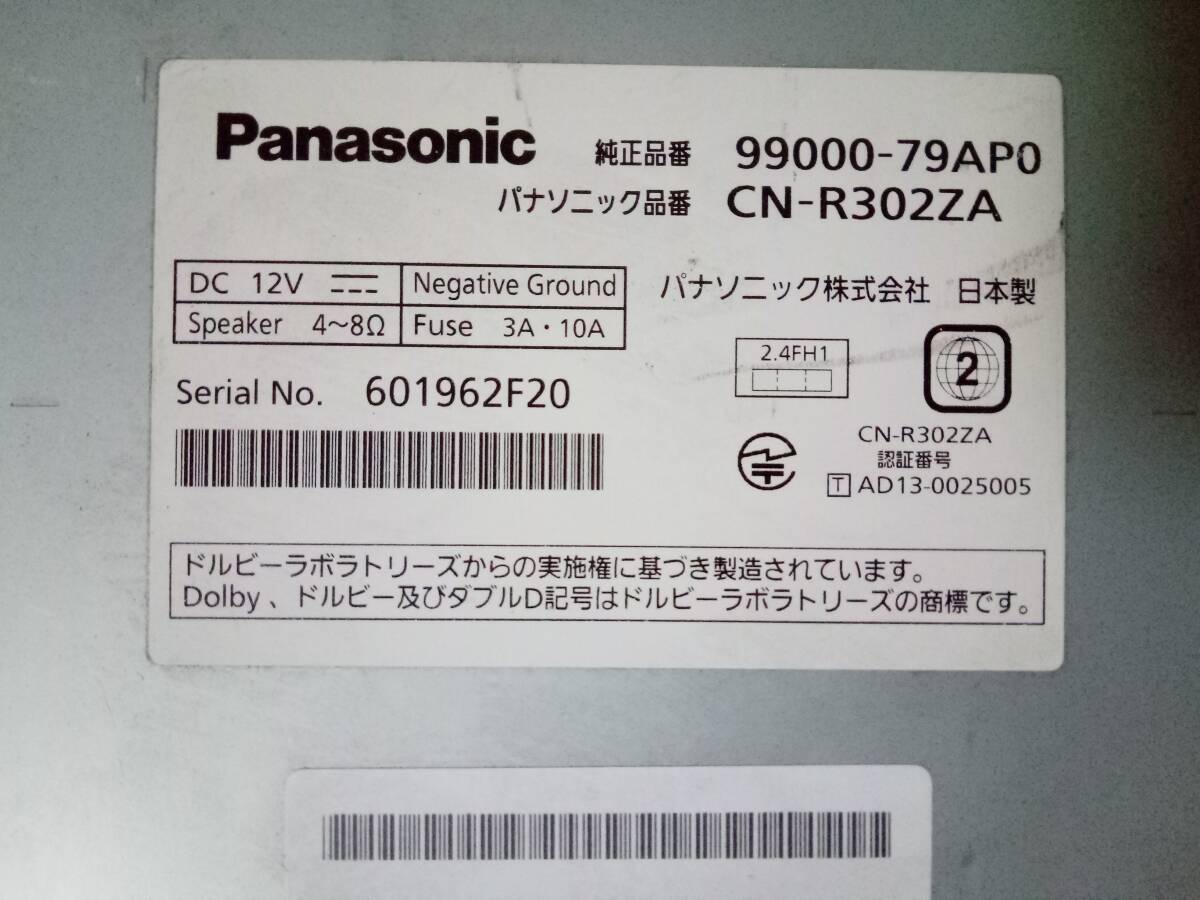 Panasonic 純正品番 99000-79AP0
パナソニック品番 CN-R302ZA
DC 12V Negative Ground
Speaker 4~8Ω Fuse 3A・10A
パナソニック株式会社 日本製
Serial No. 601962F20
2.4FH1
2
CN-R302ZA
認証番号
T AD13-0025005
ドルビーラボラトリーズからの実施権に基づき製造されています。
Dolby、ドルビー及びダブルD記号はドルビーラボラトリーズの商標です。